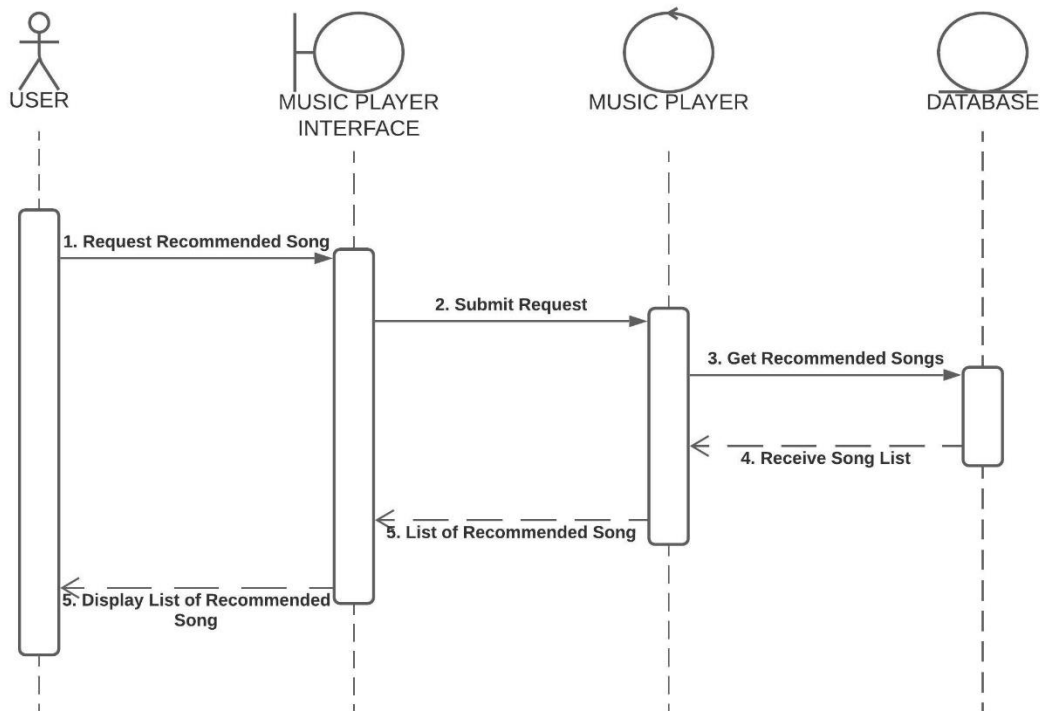 USER
MUSIC PLAYER
INTERFACE
MUSIC PLAYER
DATABASE
1. Request Recommended Song
2. Submit Request
3. Get Recommended Songs
4. Receive Song List
5. List of Recommended Song
5. Display List of Recommended
Song